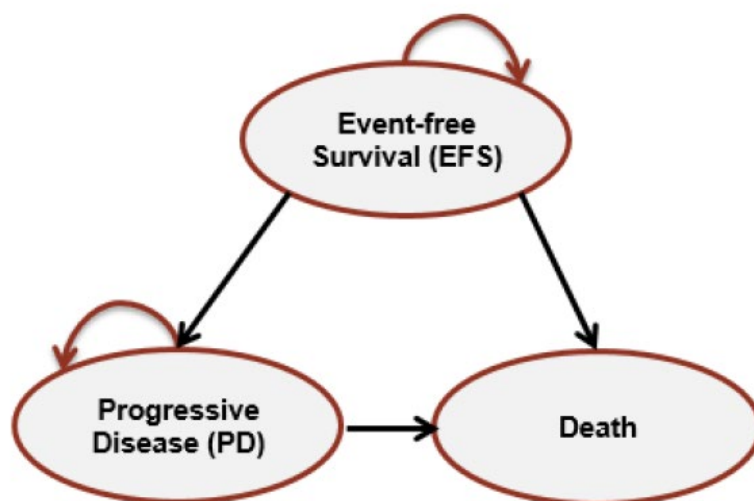 Event-free
Survival (EFS)
Progressive
Disease (PD)
Death